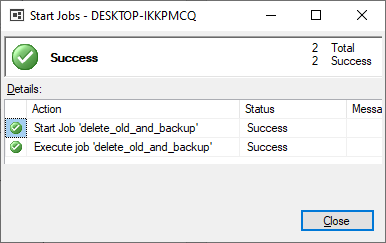 Start Jobs - DESKTOP-IKKPMCQ
Success
2 Total
2 Success
Details:
Action Status Messa
Start Job 'delete_old_and_backup' Success
Execute job 'delete_old_and_backup' Success
Close